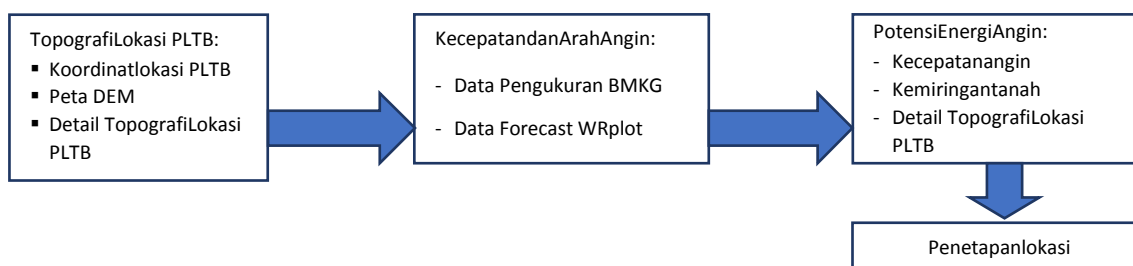 TopografiLokasi PLTB:
▪ Koordinatlokasi PLTB
▪ Peta DEM
▪ Detail TopografiLokasi
PLTB
KecepatandanArahAngin:
- Data Pengukuran BMKG
- Data Forecast WRplot
PotensiEnergiAngin:
- Kecepatanangin
- Kemiringantanah
- Detail TopografiLokasi
PLTB
Penetapanlokasi